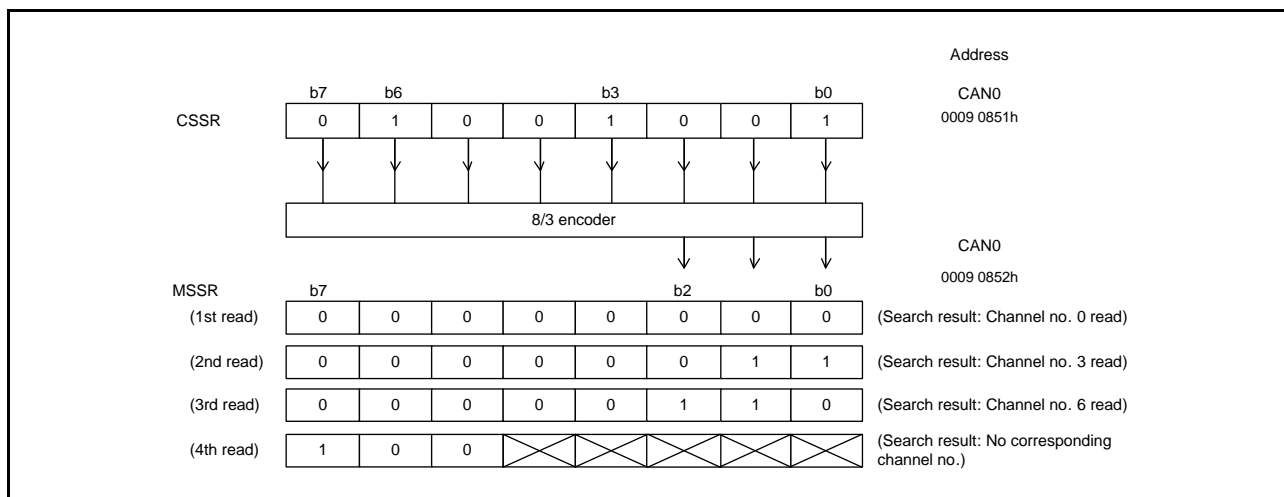 Address
b7 b6 b3 b0 CAN0
CSSR 0 1 0 0 1 0 0 1 0009 0851h
8/3 encoder
CAN0
0009 0852h
MSSR b7 b2 b0
(1st read) 0 0 0 0 0 0 0 0 (Search result: Channel no. 0 read)
(2nd read) 0 0 0 0 0 0 1 1 (Search result: Channel no. 3 read)
(3rd read) 0 0 0 0 0 1 1 0 (Search result: Channel no. 6 read)
(4th read) 1 0 0 (Search result: No corresponding
channel no.)